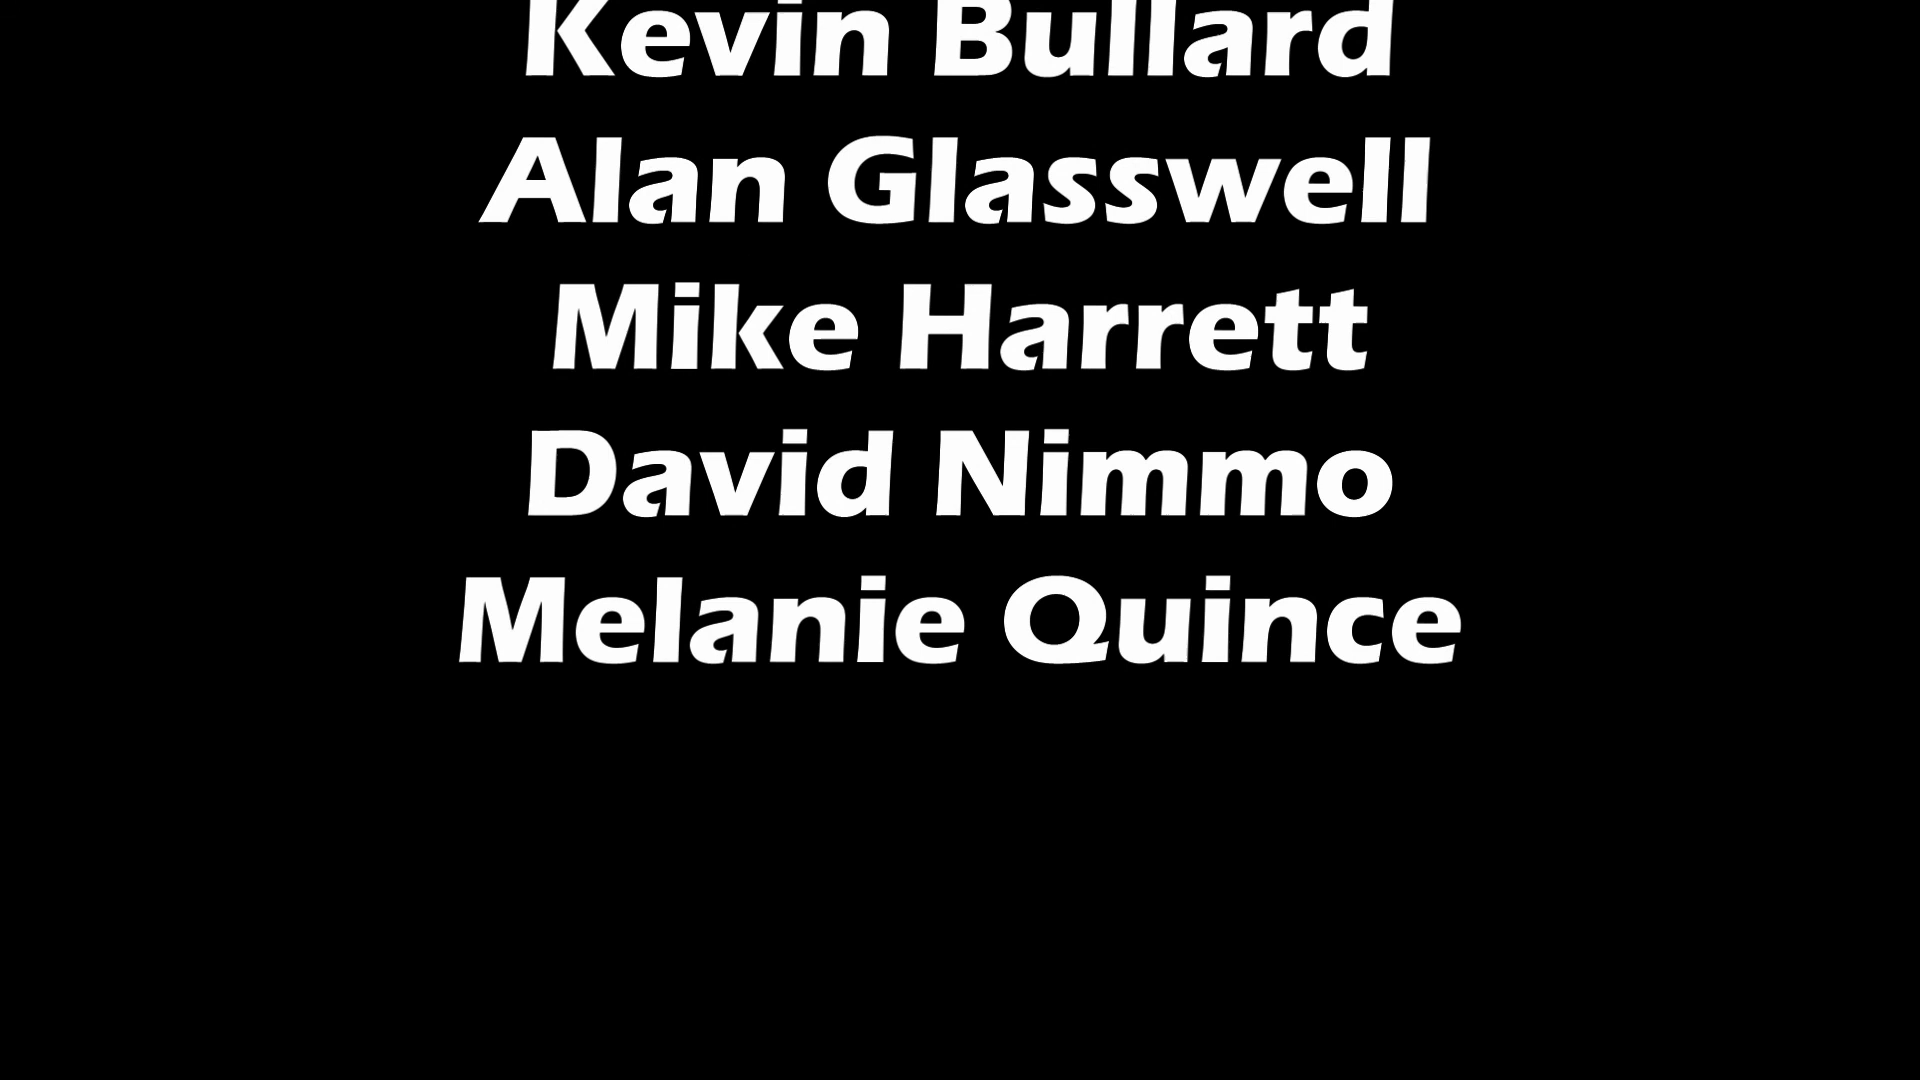 Kevin Bullard
Alan Glasswell
Mike Harrett
David Nimmo
Melanie Quince